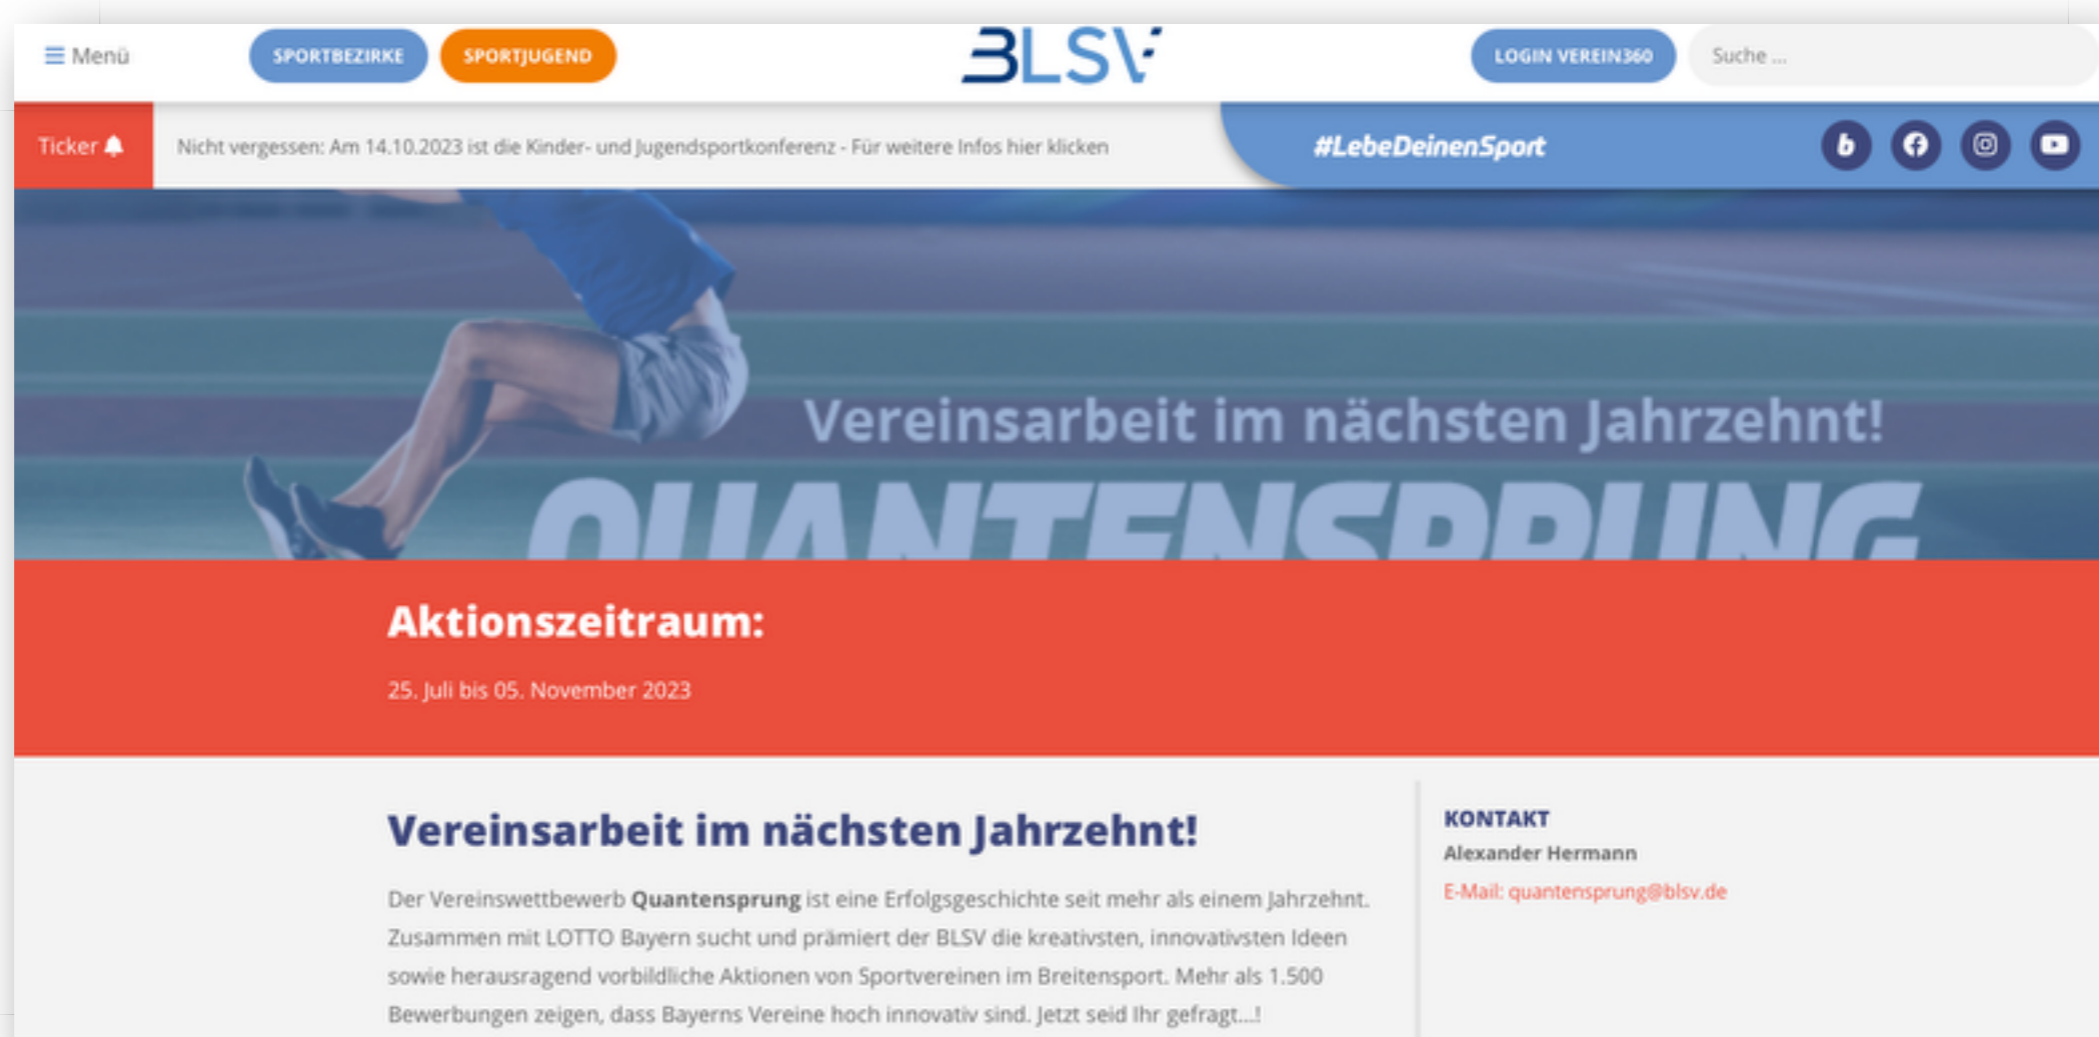 Menü
SPORTBEZIRKE
SPORTJUGEND
BLSV
LOGIN VEREIN360
Suche ...
Ticker
Nicht vergessen: Am 14.10.2023 ist die Kinder- und Jugendsportkonferenz - Für weitere Infos hier klicken
#LebeDeinenSport
Vereinsarbeit im nächsten Jahrzehnt!
QUANTENSPRUNG
Aktionszeitraum:
25. Juli bis 05. November 2023
Vereinsarbeit im nächsten Jahrzehnt!
Der Vereinswettbewerb Quantensprung ist eine Erfolgsgeschichte seit mehr als einem Jahrzehnt.
Zusammen mit LOTTO Bayern sucht und prämiert der BLSV die kreativsten, innovativsten Ideen
sowie herausragend vorbildliche Aktionen von Sportvereinen im Breitensport. Mehr als 1.500
Bewerbungen zeigen, dass Bayerns Vereine hoch innovativ sind. Jetzt seid Ihr gefragt...!
KONTAKT
Alexander Hermann
E-Mail: quantensprung@blsv.de